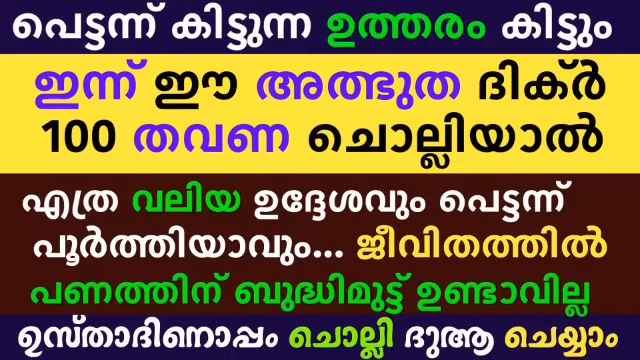 പെട്ടന്ന് കിട്ടുന്ന ഉത്തരം കിട്ടും
ഇന്ന് ഈ അത്ഭുത ദിക്ർ
100 തവണ ചൊല്ലിയാൽ
എത്ര വലിയ ഉദ്ദേശവും പെട്ടന്ന്
പൂർത്തിയാവും... ജീവിതത്തിൽ
പണത്തിന് ബുദ്ധിമുട്ട് ഉണ്ടാവില്ല
ഉസ്താദിനൊപ്പം ചൊല്ലി ദുആ ചെയ്യാം